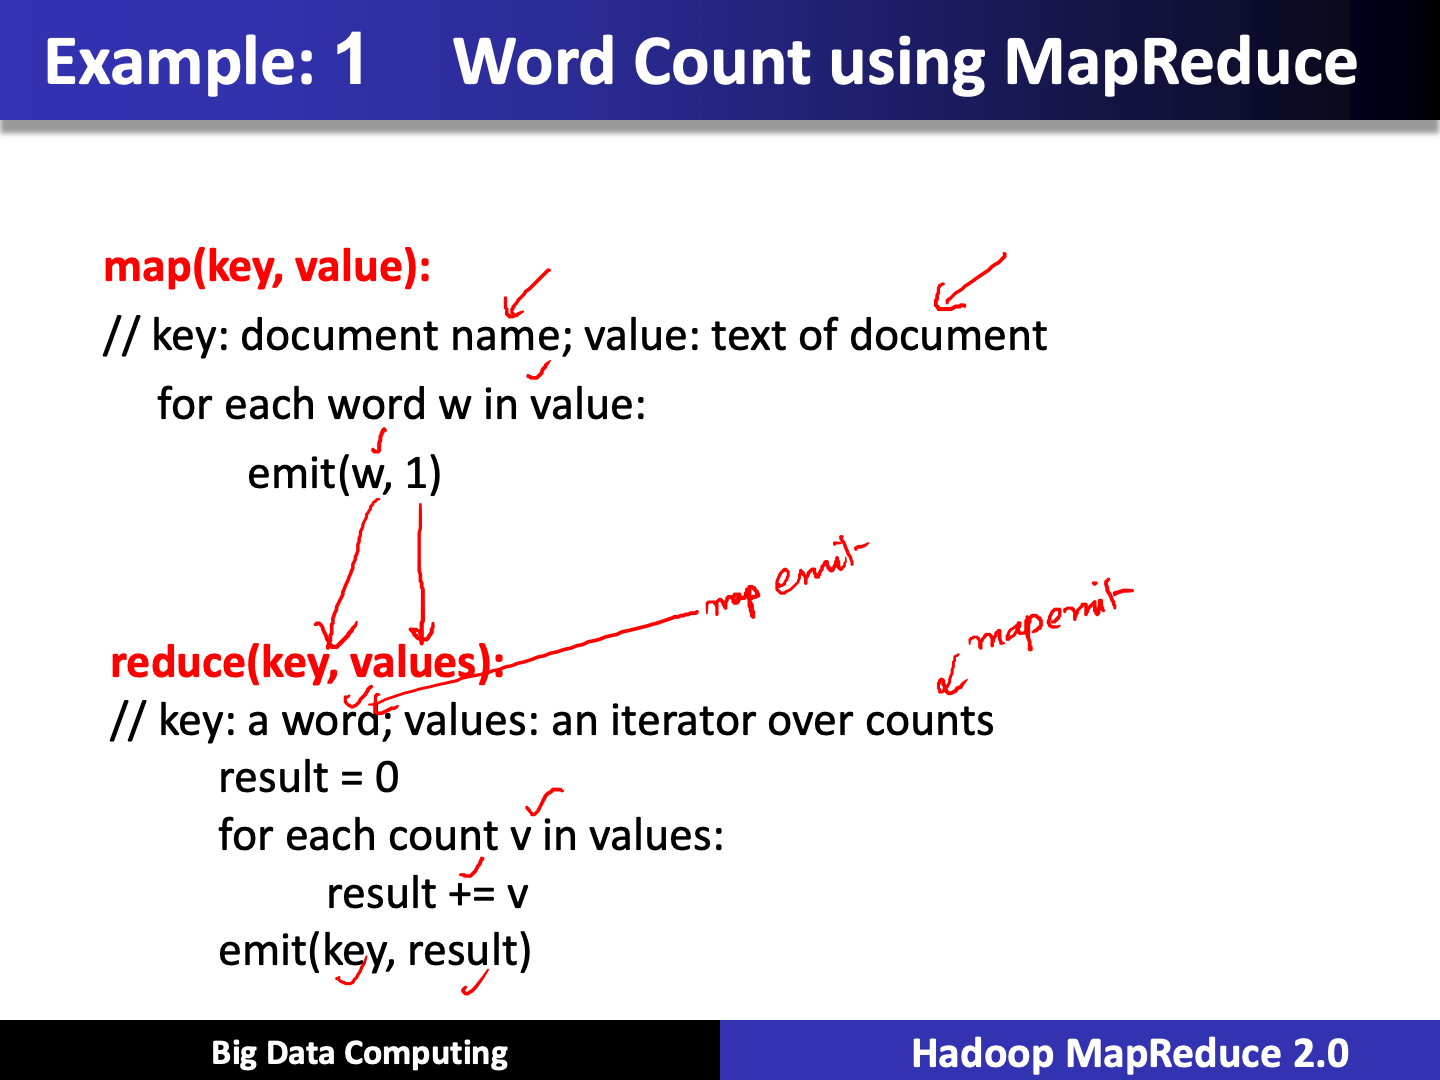 Example: 1 Word Count using MapReduce
map(key, value):
// key: document name; value: text of document
for each word w in value:
emit(w, 1)
map emit
map emit
reduce(key, values):
// key: a word; values: an iterator over counts
result = 0
for each count v in values:
result += v
emit(key, result)
Big Data Computing
Hadoop MapReduce 2.0